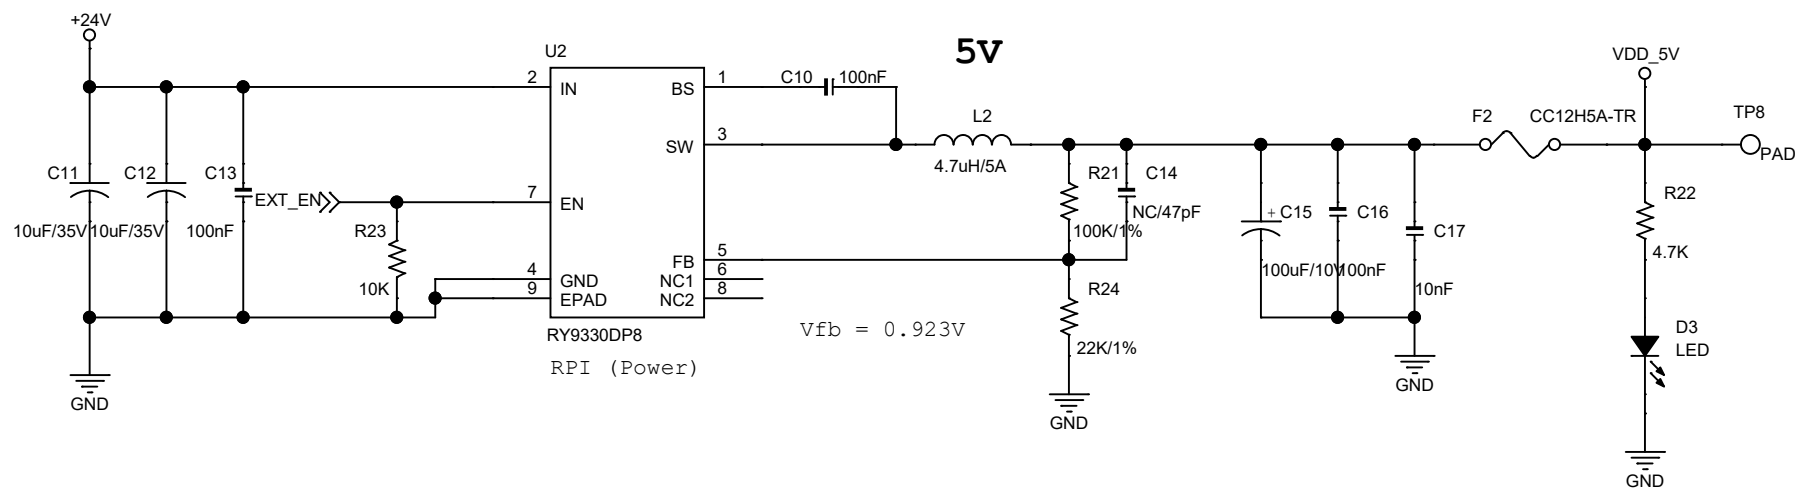 +24V
U2
5V
VDD_5V
2
IN
BS
1
C10
100nF
L2
F2
CC12H5A-TR
TP8
3
SW
4.7uH/5A
PAD
C11
C12
C13
R21
C14
R22
EXT_EN
7
EN
NC/47pF
+
C15
C16
10uF/35V
10uF/35V
100nF
R23
100K/1%
C17
4.7K
FB
5
100uF/10V
100nF
4
GND
NC1
6
10K
9
EPAD
NC2
8
R24
10nF
RY9330DP8
Vfb = 0.923V
22K/1%
D3
LED
RPI (Power)
GND
GND
GND
GND